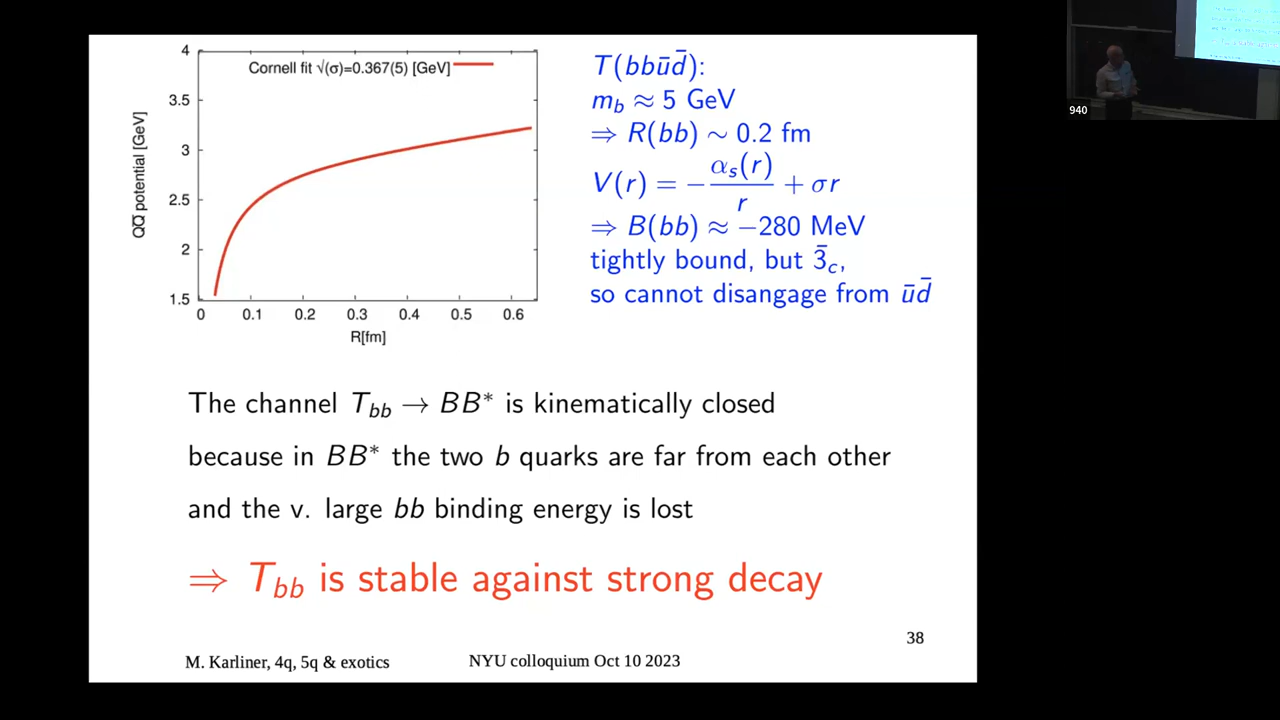 4
3.5
3
2.5
2
1.5
QQ̄ potential [GeV]
Cornell fit √(σ)=0.367(5) [GeV]
0 0.1 0.2 0.3 0.4 0.5 0.6
R[fm]
T(bbūd̄):
m_b ≈ 5 GeV
⇒ R(bb) ∼ 0.2 fm
V(r) = − α_s(r)/r + σr
⇒ B(bb) ≈ −280 MeV
tightly bound, but 3̄_c,
so cannot disangage from ūd̄
The channel T_bb → BB* is kinematically closed
because in BB* the two b quarks are far from each other
and the v. large bb binding energy is lost
⇒ T_bb is stable against strong decay
38
M. Karliner, 4q, 5q & exotics
NYU colloquium Oct 10 2023
940